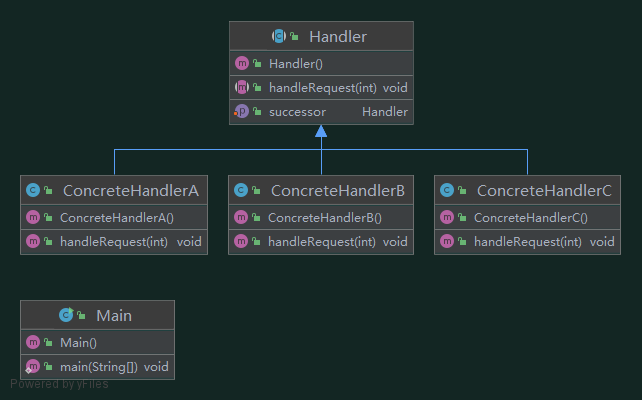 Handler
Handler()
handleRequest(int) void
successor Handler
ConcreteHandlerA
ConcreteHandlerA()
handleRequest(int) void
ConcreteHandlerB
ConcreteHandlerB()
handleRequest(int) void
ConcreteHandlerC
ConcreteHandlerC()
handleRequest(int) void
Main
Main()
main(String[]) void
Powered by yFiles